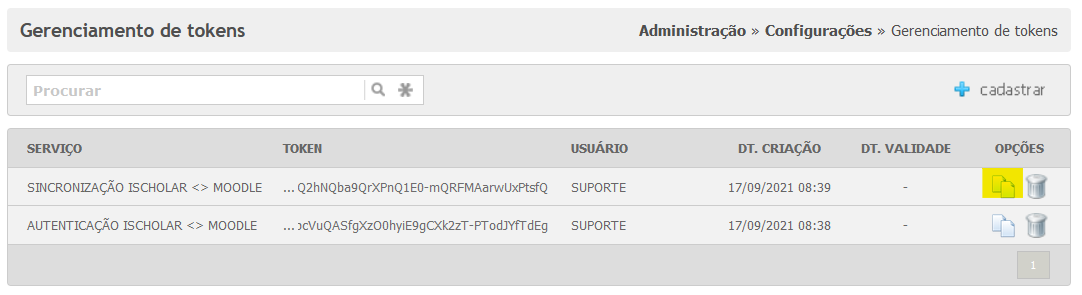 Gerenciamento de tokens
Administração » Configurações » Gerenciamento de tokens
Procurar
cadastrar
SERVIÇO TOKEN USUÁRIO DT. CRIAÇÃO DT. VALIDADE OPÇÕES
SINCRONIZAÇÃO ISCHOLAR <> MOODLE ... Q2hNQba9QrXPnQ1E0-mQRFMAarwUxPtsfQ SUPORTE 17/09/2021 08:39 -
AUTENTICAÇÃO ISCHOLAR <> MOODLE SUPORTE 17/09/2021 08:38 -
1